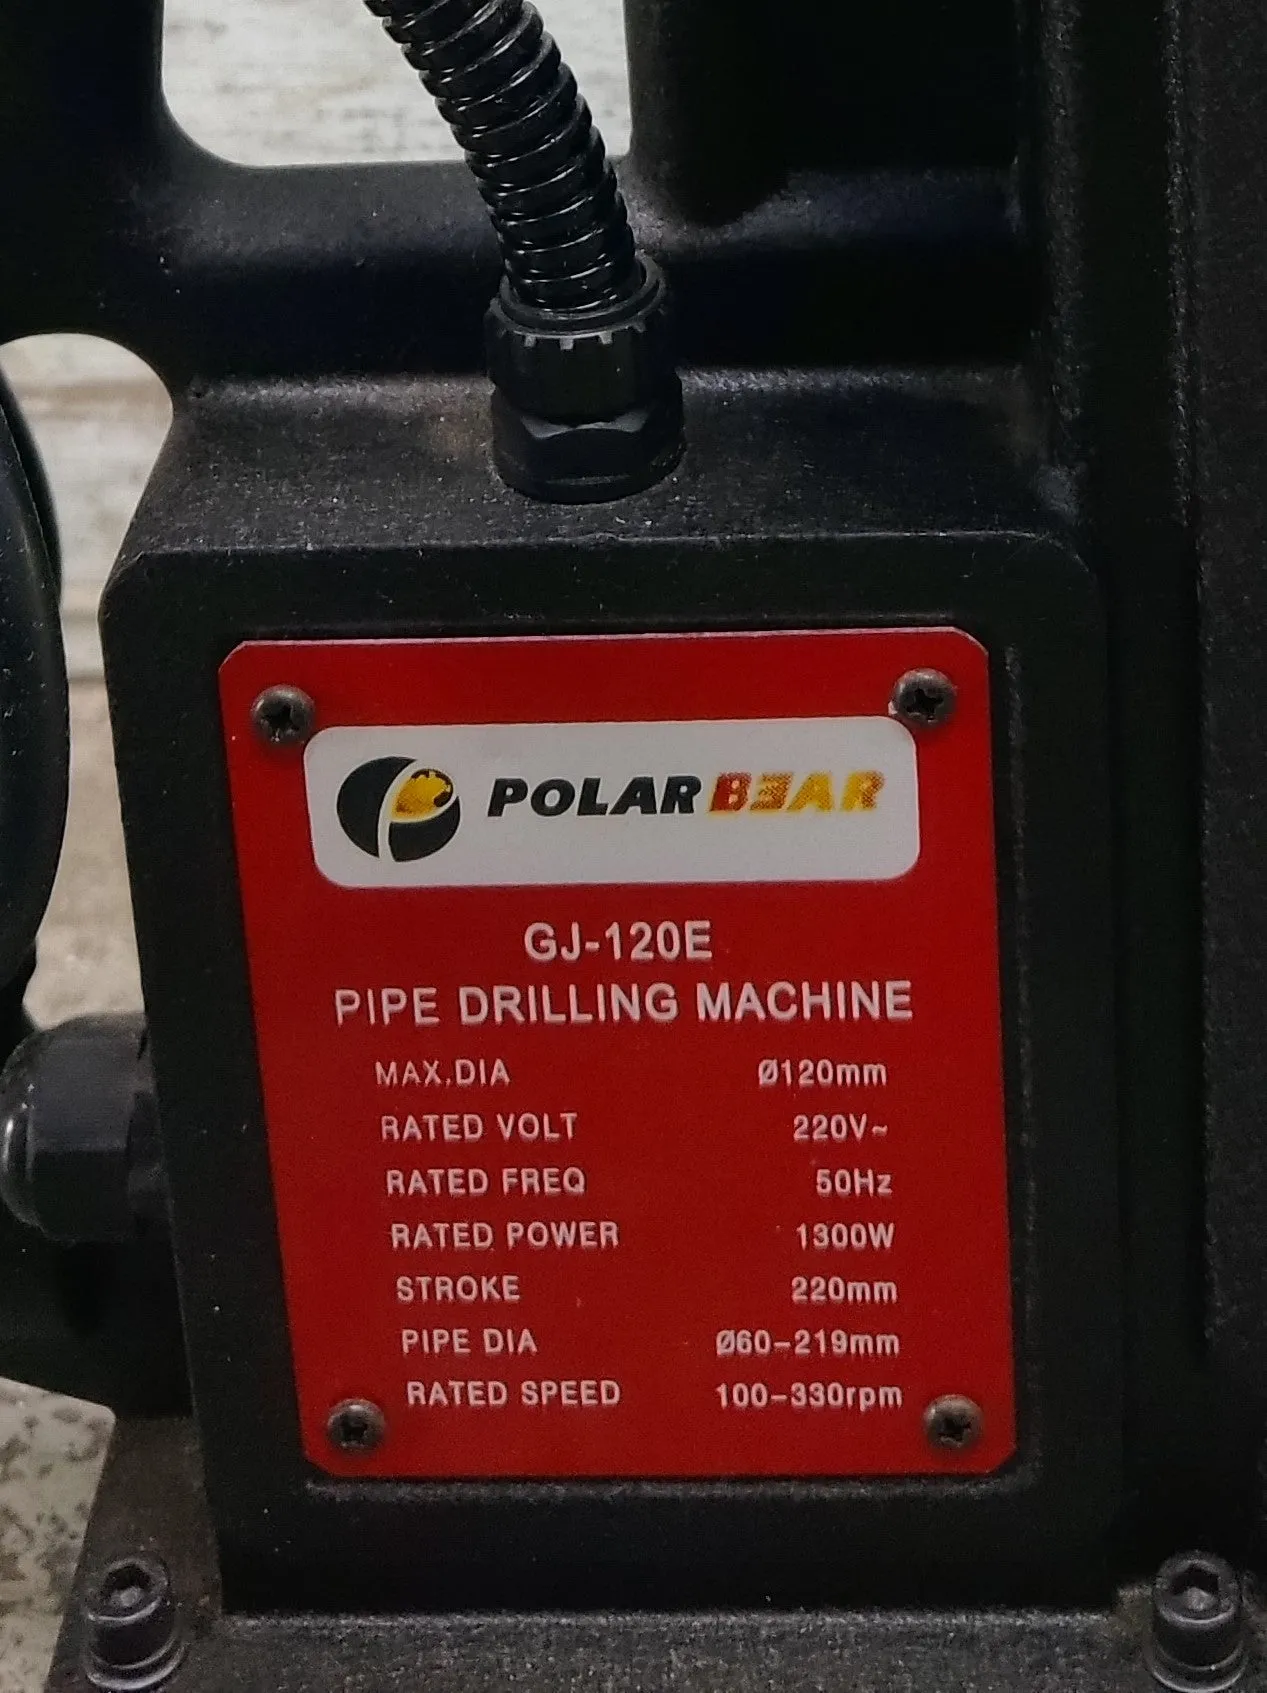 POLAR BEAR
GJ-120E
PIPE DRILLING MACHINE
MAX.DIA Ø120mm
RATED VOLT 220V~
RATED FREQ 50Hz
RATED POWER 1300W
STROKE 220mm
PIPE DIA Ø60-219mm
RATED SPEED 100-330rpm